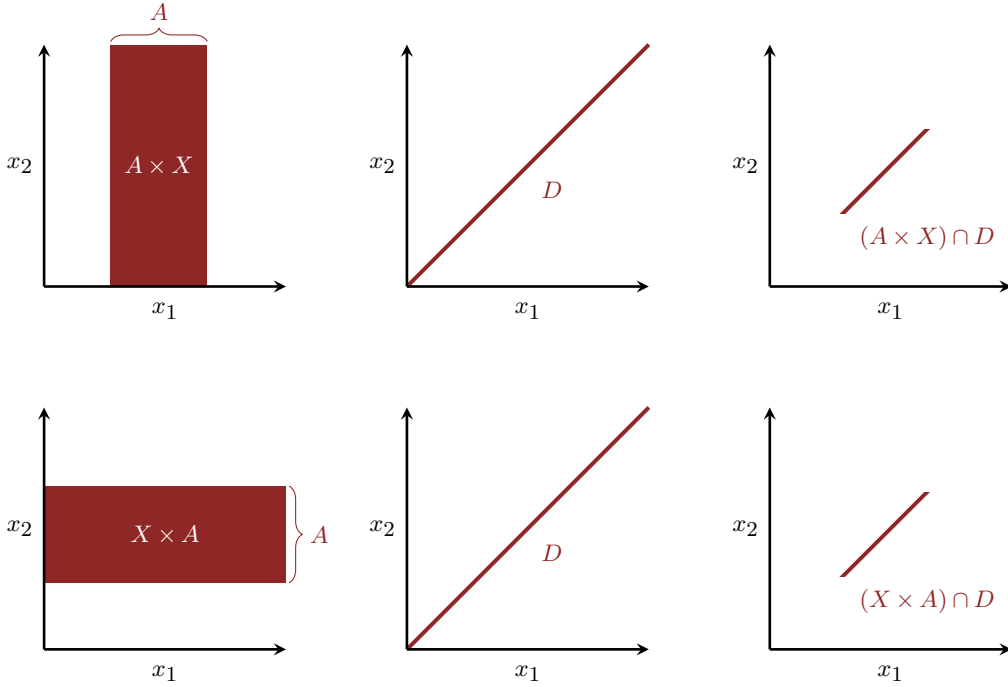 A
x₂
A × X
x₁
x₂
D
x₁
x₂
(A × X) ∩ D
x₁
x₂
X × A
A
x₁
x₂
D
x₁
x₂
(X × A) ∩ D
x₁